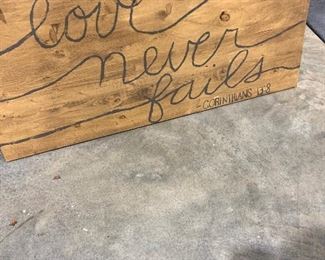 love
never
fails
- CORINTHIANS 13:8